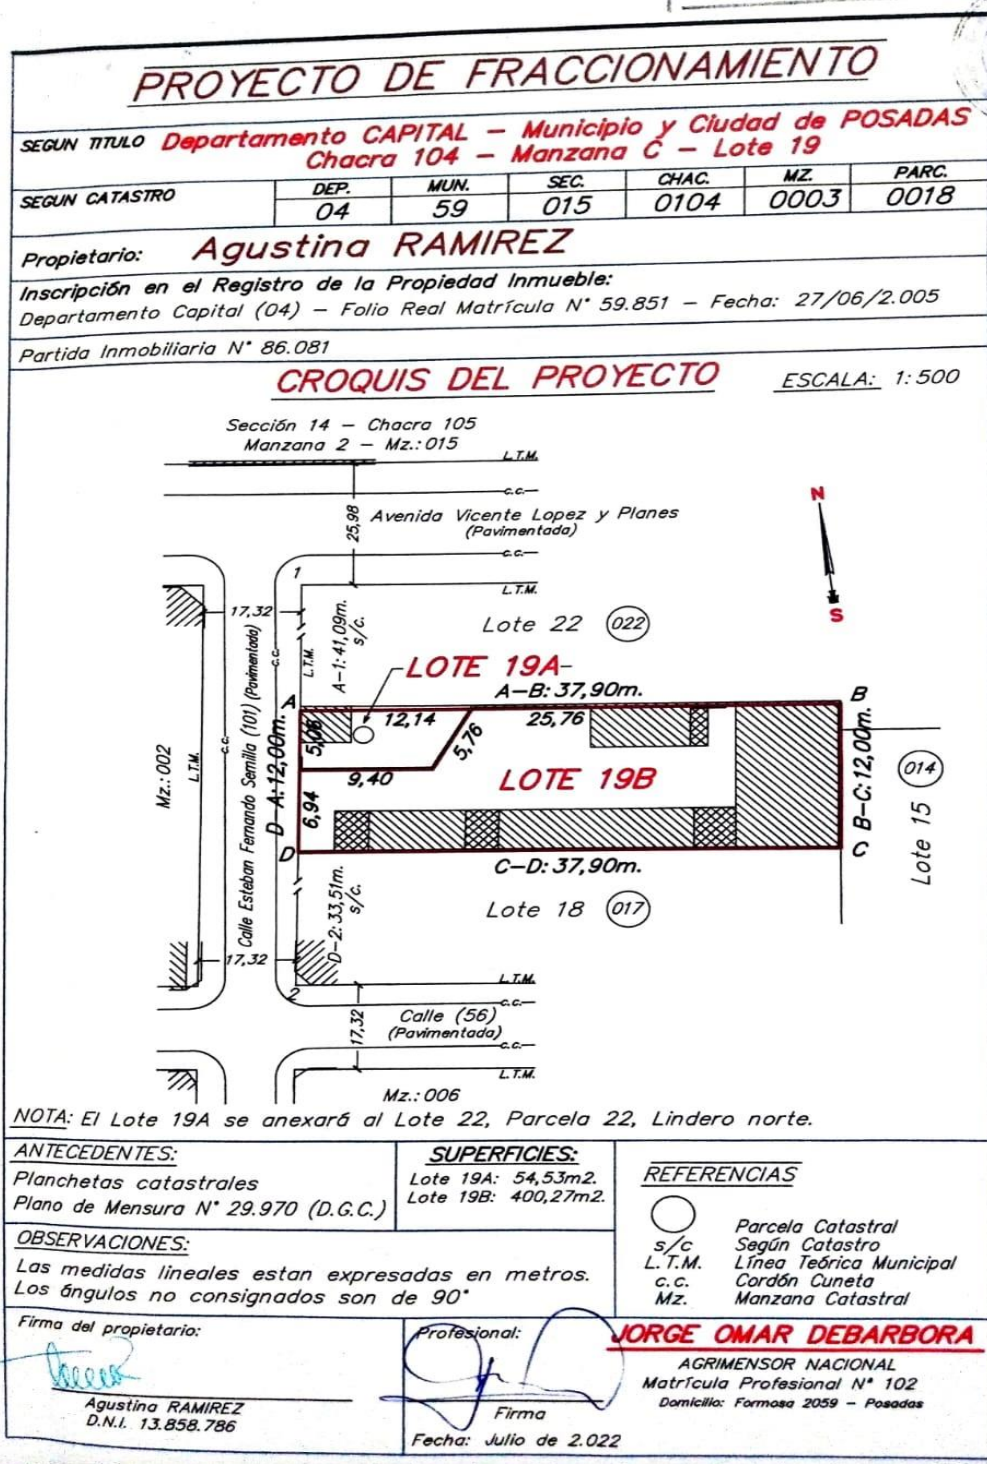 PROYECTO DE FRACCIONAMIENTO
SEGUN TITULO Departamento CAPITAL – Municipio y Ciudad de POSADAS
Chacra 104 – Manzana C – Lote 19
SEGUN CATASTRO
DEP. MUN. SEC. CHAC. MZ. PARC.
04 59 015 0104 0003 0018
Propietario: Agustina RAMIREZ
Inscripción en el Registro de la Propiedad Inmueble:
Departamento Capital (04) – Folio Real Matrícula N° 59.851 – Fecha: 27/06/2.005
Partida Inmobiliaria N° 86.081
CROQUIS DEL PROYECTO ESCALA: 1:500
Sección 14 – Chacra 105
Manzana 2 – Mz.:015
L.T.M.
c.c.
25,98
Avenida Vicente Lopez y Planes
(Pavimentada)
c.c.
L.T.M.
N
S
1
17,32
A-1:41,09m.
s/c.
L.T.M.
c.c.
Lote 22 022
LOTE 19A
A-B:37,90m.
A
B
12,14
25,76
5,06
5,76
9,40
LOTE 19B
6,94
D-A:12,00m.
B-C:12,00m.
014
Lote 15
Mz.:002
L.T.M.
c.c.
Calle Esteban Fernando Semilla (101) (Pavimentada)
D
C
C-D:37,90m.
D-2:33,51m.
s/c.
Lote 18 017
17,32
2
L.T.M.
c.c.
17,32
Calle (56)
(Pavimentada)
c.c.
L.T.M.
Mz.:006
NOTA: El Lote 19A se anexará al Lote 22, Parcela 22, Lindero norte.
ANTECEDENTES:
Planchetas catastrales
Plano de Mensura N° 29.970 (D.G.C.)
SUPERFICIES:
Lote 19A: 54,53m2.
Lote 19B: 400,27m2.
REFERENCIAS
Parcela Catastral
s/c Según Catastro
L.T.M. Línea Teórica Municipal
c.c. Cordón Cuneta
Mz. Manzana Catastral
OBSERVACIONES:
Las medidas lineales estan expresadas en metros.
Los ángulos no consignados son de 90°
Firma del propietario:
Agustina RAMIREZ
D.N.I. 13.858.786
Profesional:
Firma
Fecha: Julio de 2.022
JORGE OMAR DEBARBORA
AGRIMENSOR NACIONAL
Matrícula Profesional N° 102
Domicilio: Formosa 2059 – Posadas